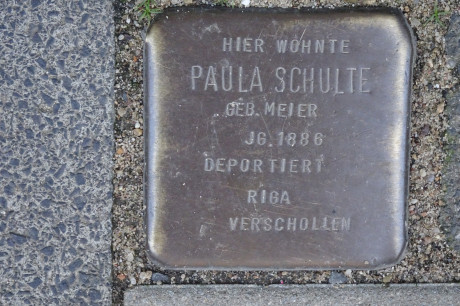 HIER WOHNTE
PAULA SCHULTE
GEB. MEIER
JG. 1886
DEPORTIERT
RIGA
VERSCHOLLEN